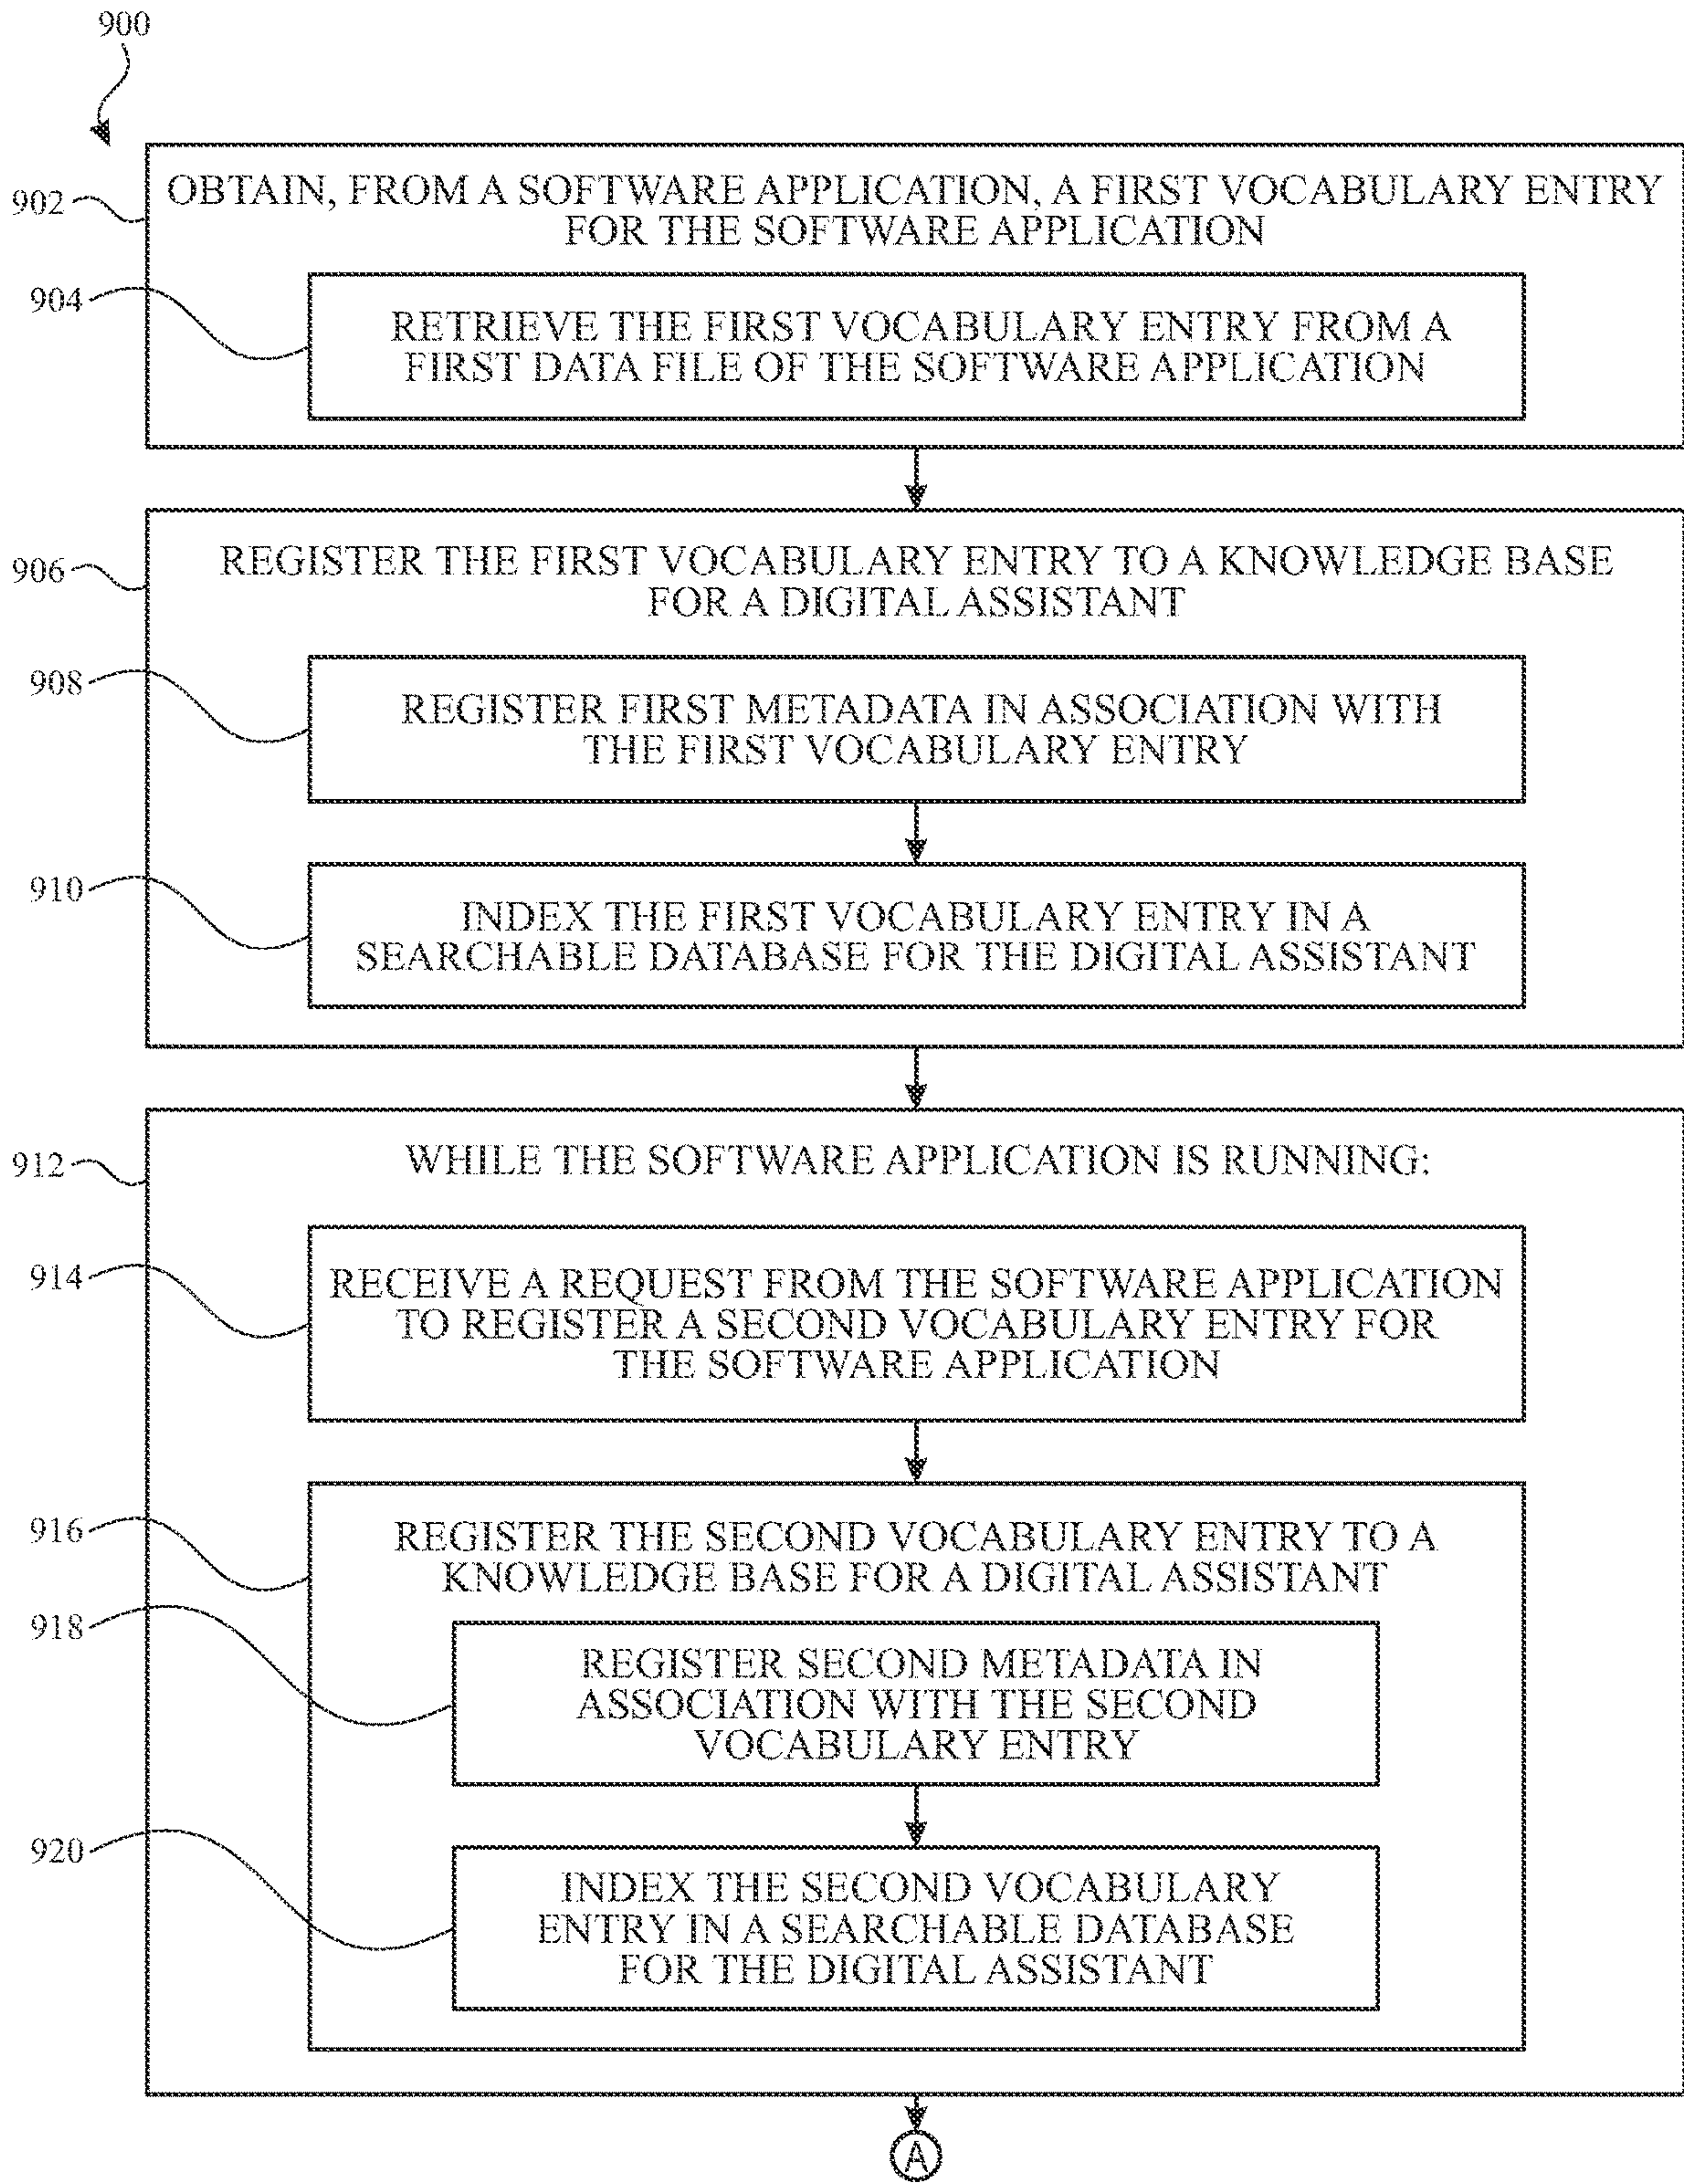 900
902
OBTAIN, FROM A SOFTWARE APPLICATION, A FIRST VOCABULARY ENTRY
FOR THE SOFTWARE APPLICATION
904
RETRIEVE THE FIRST VOCABULARY ENTRY FROM A
FIRST DATA FILE OF THE SOFTWARE APPLICATION
906
REGISTER THE FIRST VOCABULARY ENTRY TO A KNOWLEDGE BASE
FOR A DIGITAL ASSISTANT
908
REGISTER FIRST METADATA IN ASSOCIATION WITH
THE FIRST VOCABULARY ENTRY
910
INDEX THE FIRST VOCABULARY ENTRY IN A
SEARCHABLE DATABASE FOR THE DIGITAL ASSISTANT
912
WHILE THE SOFTWARE APPLICATION IS RUNNING:
914
RECEIVE A REQUEST FROM THE SOFTWARE APPLICATION
TO REGISTER A SECOND VOCABULARY ENTRY FOR
THE SOFTWARE APPLICATION
916
REGISTER THE SECOND VOCABULARY ENTRY TO A
KNOWLEDGE BASE FOR A DIGITAL ASSISTANT
918
REGISTER SECOND METADATA IN
ASSOCIATION WITH THE SECOND
VOCABULARY ENTRY
920
INDEX THE SECOND VOCABULARY
ENTRY IN A SEARCHABLE DATABASE
FOR THE DIGITAL ASSISTANT
A